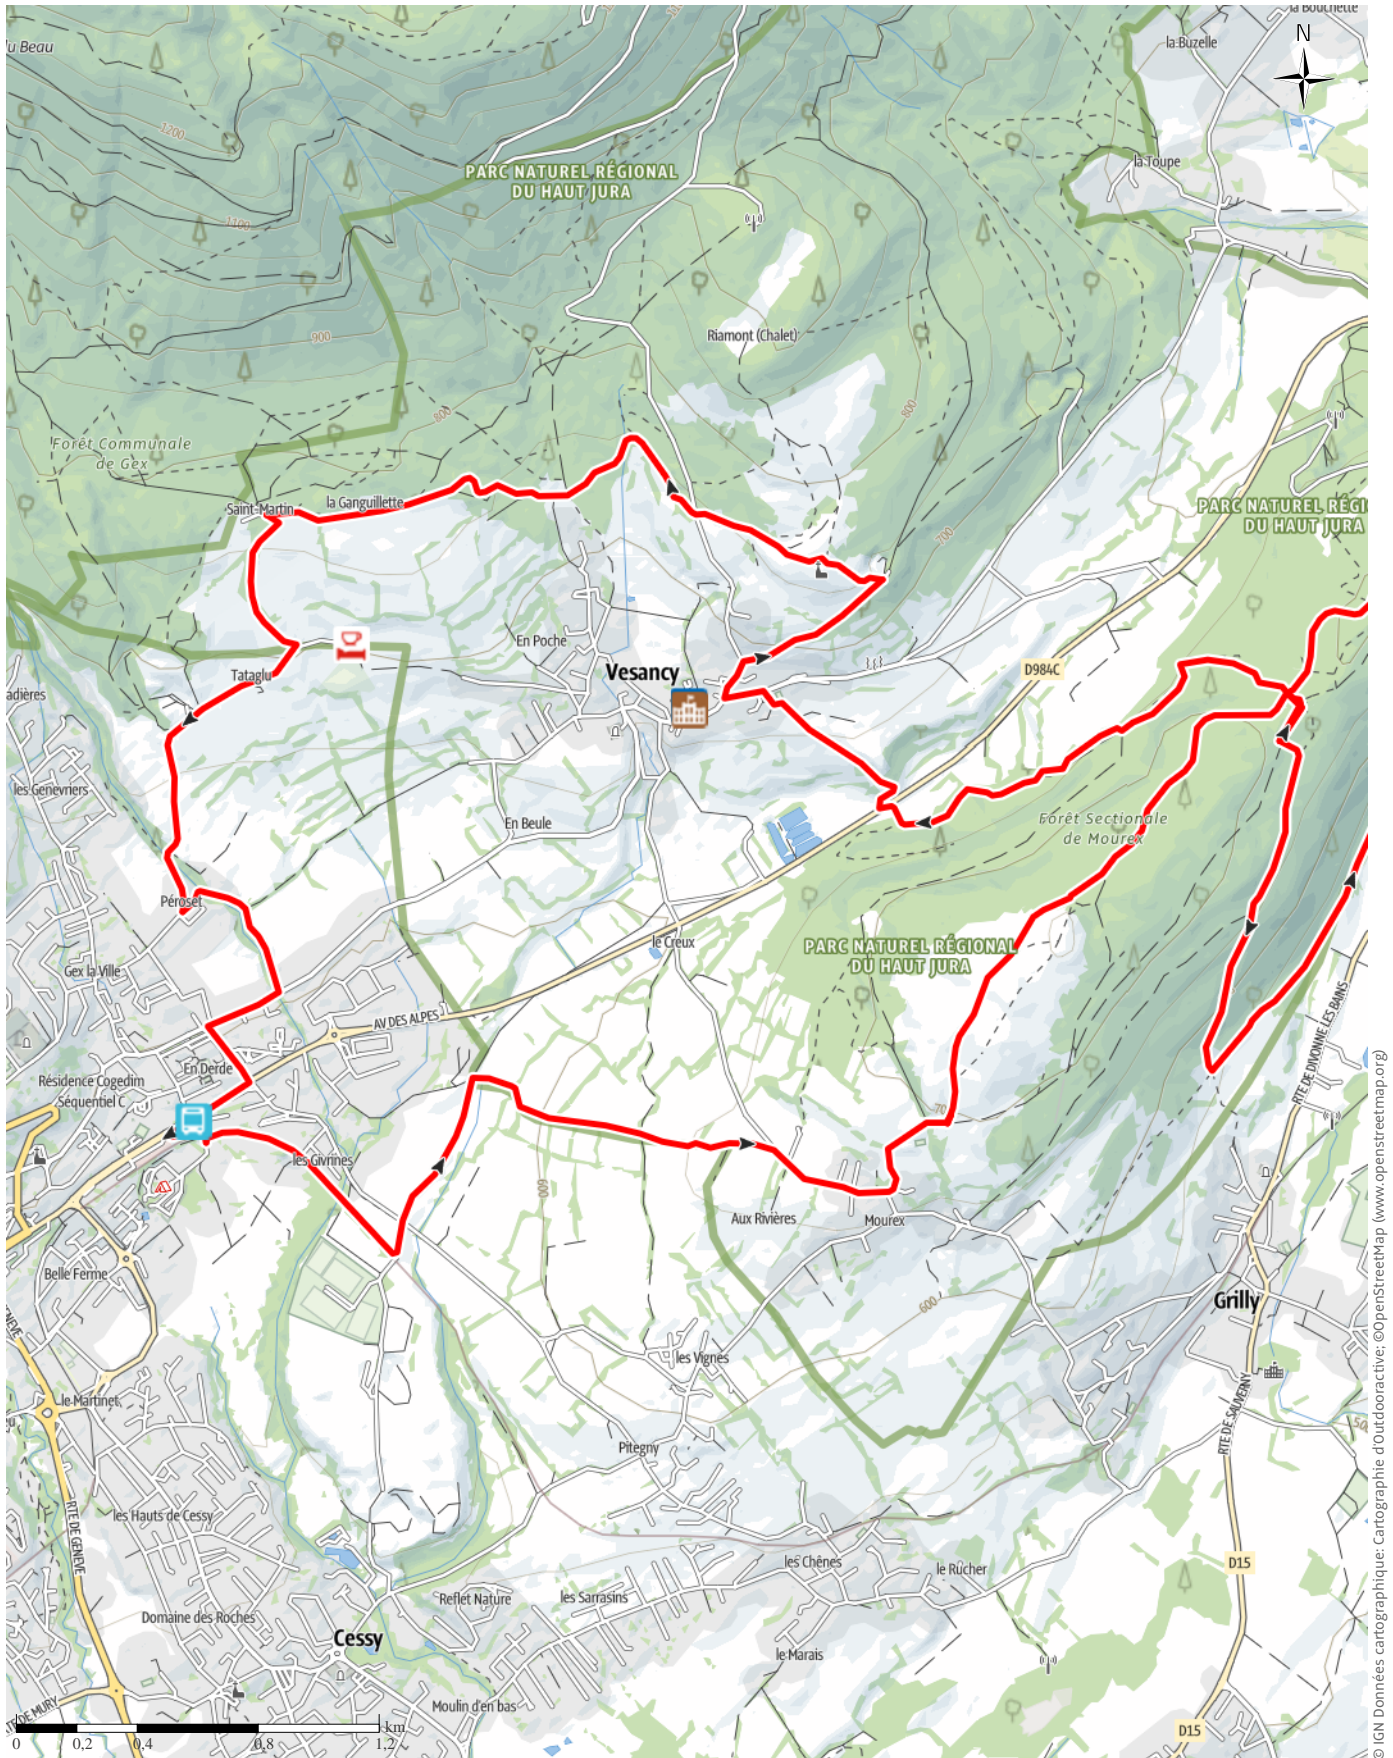 la Bouchette
N
la Buzelle
du Beau
1200
la Toupe
PARC NATUREL RÉGIONAL
DU HAUT JURA
1100
900
Riamont (Chalet)
800
800
Forêt Communale
de Gex
Saint-Martin
la Ganguillette
PARC NATUREL RÉGI
DU HAUT JURA
700
En Poche
Vesancy
D984C
Tataglu
adières
les Genevriers
En Beule
Forêt Sectionale
de Mourex
Péroset
le Creux
PARC NATUREL RÉGIONAL
DU HAUT JURA
Gex la Ville
AV DES ALPES
RTE DE DIVONNE LES BAINS
En Derde
Résidence Cogedim
Séquentiel C
70
les Givrines
600
Aux Rivières
Mourex
Belle Ferme
600
Grilly
GENÈVE
les Vignes
le Martinet
RTE DE SAUVERNY
500
Pitegny
RTE DE GENÈVE
les Hauts de Cessy
les Chênes
D15
le Rucher
Reflet Nature
les Sarrasins
Domaine des Roches
Cessy
le Marais
Moulin d'en bas
RTE DE MURY
D15
km
0
0,2
0,4
0,8
1,2
© IGN Données cartographique: Cartographie d'Outdooractive; ©OpenStreetMap (www.openstreetmap.org)